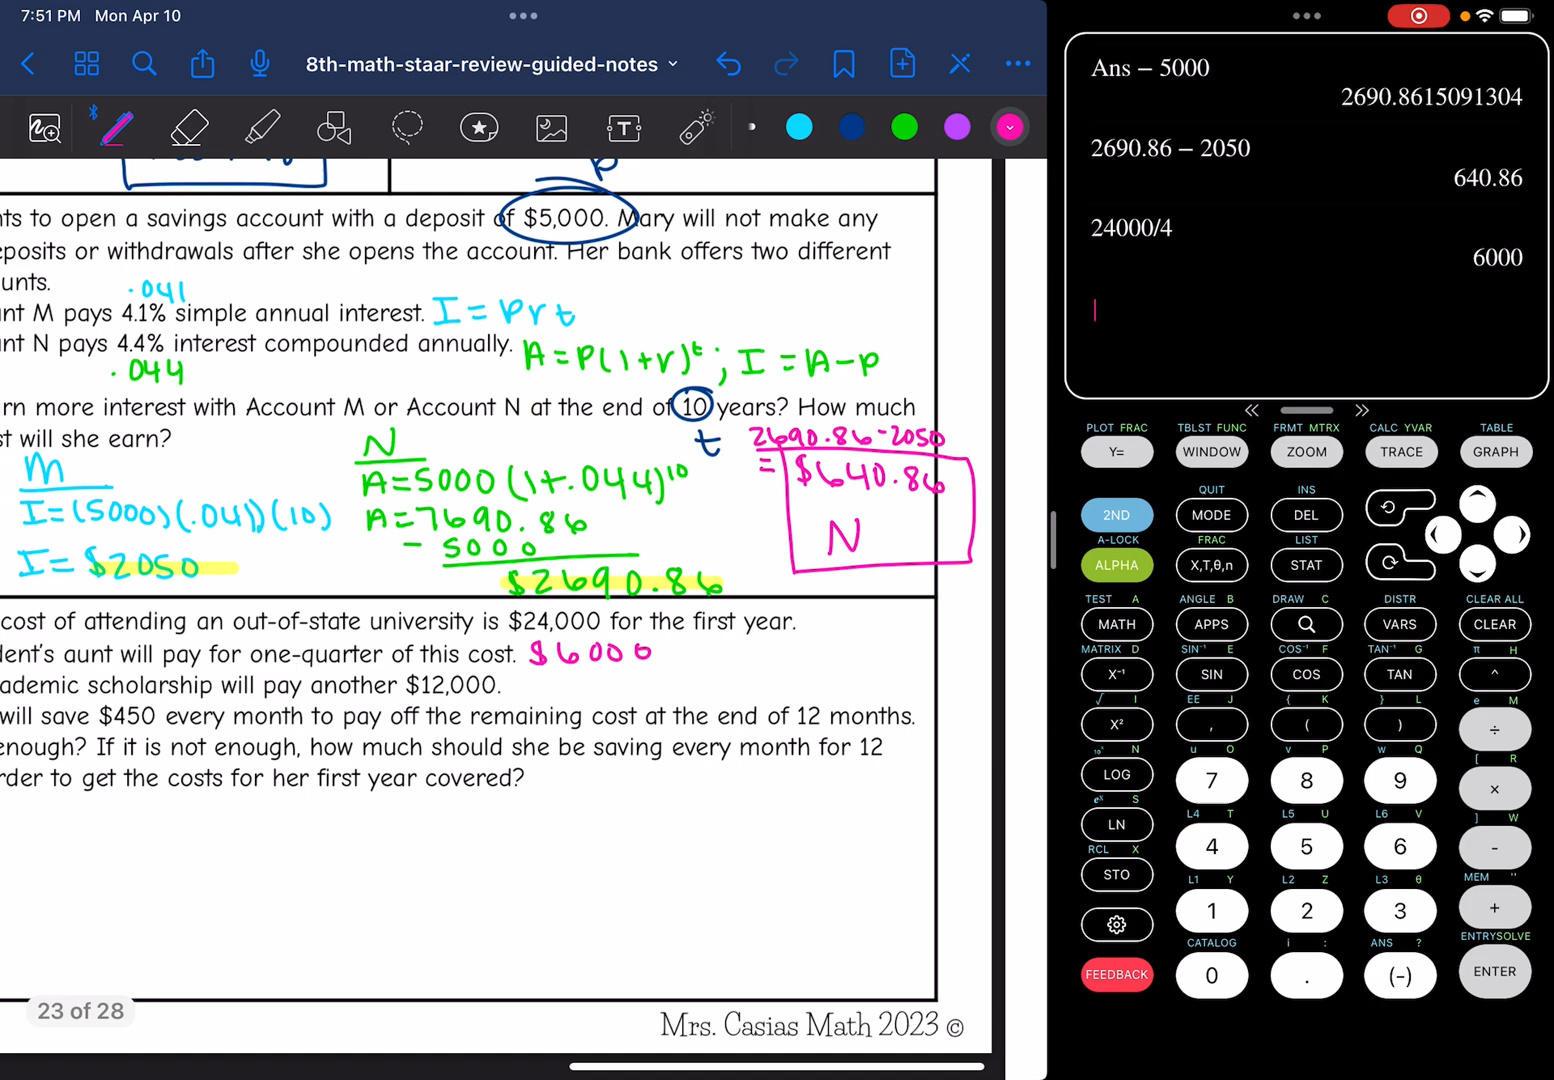 7:51 PM Mon Apr 10
8th-math-staar-review-guided-notes
nts to open a savings account with a deposit of $5,000. Mary will not make any
eposits or withdrawals after she opens the account. Her bank offers two different
unts.
.041
nt M pays 4.1% simple annual interest. I = Prt
nt N pays 4.4% interest compounded annually. A = P(1+r)^t ; I = A - P
.044
rn more interest with Account M or Account N at the end of 10 years? How much
st will she earn?
t
M
I = (5000)(.041)(10)
I = $2050
N
A = 5000 (1+.044)^10
A = 7690.86
- 5000
$2690.86
2690.86-2050
= $640.86
N
cost of attending an out-of-state university is $24,000 for the first year.
dent's aunt will pay for one-quarter of this cost. $6000
ademic scholarship will pay another $12,000.
will save $450 every month to pay off the remaining cost at the end of 12 months.
enough? If it is not enough, how much should she be saving every month for 12
rder to get the costs for her first year covered?
23 of 28
Mrs. Casias Math 2023 ©
Ans – 5000
2690.8615091304
2690.86 – 2050
640.86
24000/4
6000
PLOT FRAC TBLST FUNC FRMT MTRX CALC YVAR TABLE
Y= WINDOW ZOOM TRACE GRAPH
QUIT INS
2ND MODE DEL
A-LOCK FRAC LIST
ALPHA X,T,θ,n STAT
TEST A ANGLE B DRAW C DISTR CLEAR ALL
MATH APPS VARS CLEAR
MATRIX D SIN⁻¹ E COS⁻¹ F TAN⁻¹ G π H
X⁻¹ SIN COS TAN ^
√ I EE J { K } L e M
X² , ( ) ÷
10ˣ N u O v P w Q [ R
LOG 7 8 9 ×
eˣ S L4 T L5 U L6 V ] W
LN 4 5 6 -
RCL X L1 Y L2 Z L3 θ MEM "
STO 1 2 3 +
CATALOG i : ANS ? ENTRY SOLVE
FEEDBACK 0 . (-) ENTER